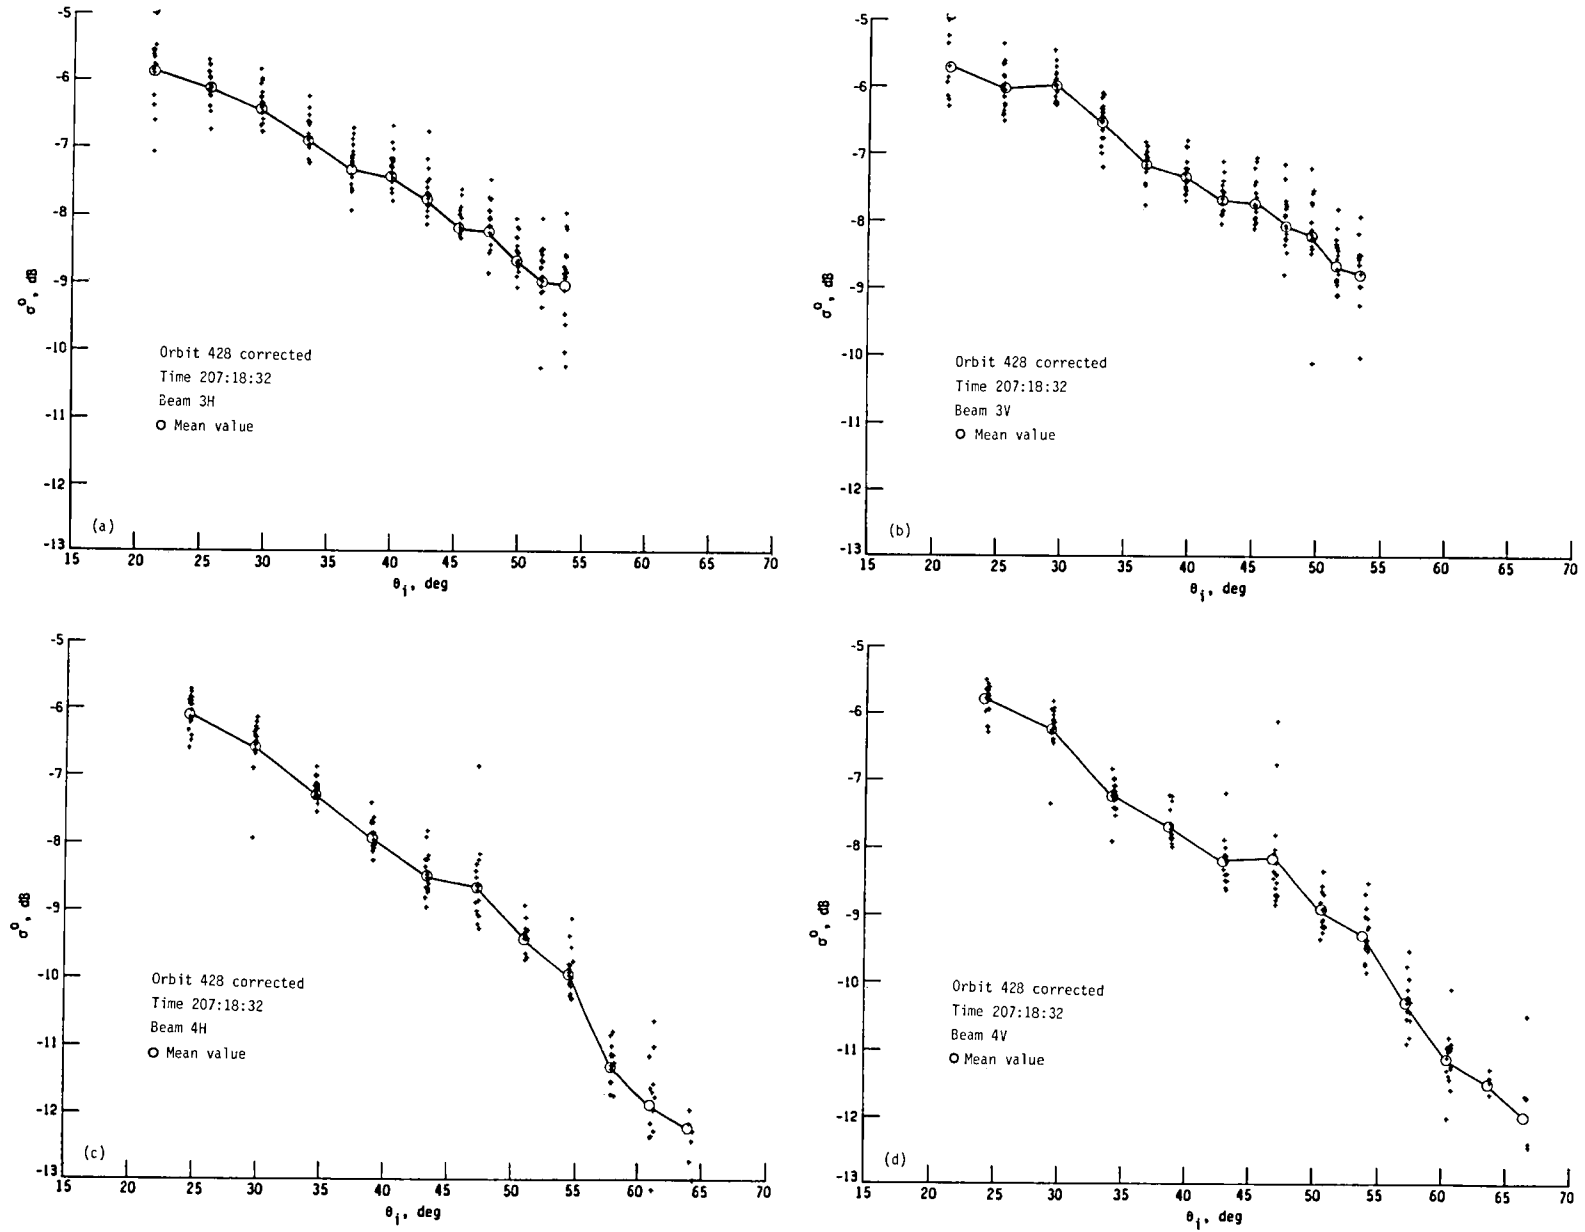 -5
-6
-7
-8
-9
-10
-11
-12
-13
σ°, dB
Orbit 428 corrected
Time 207:18:32
Beam 3H
O Mean value
(a)
15 20 25 30 35 40 45 50 55 60 65 70
θi, deg
-5
-6
-7
-8
-9
-10
-11
-12
-13
σ°, dB
Orbit 428 corrected
Time 207:18:32
Beam 3V
O Mean value
(b)
15 20 25 30 35 40 45 50 55 60 65 70
θi, deg
-5
-6
-7
-8
-9
-10
-11
-12
-13
σ°, dB
Orbit 428 corrected
Time 207:18:32
Beam 4H
O Mean value
(c)
15 20 25 30 35 40 45 50 55 60 65 70
θi, deg
-5
-6
-7
-8
-9
-10
-11
-12
-13
σ°, dB
Orbit 428 corrected
Time 207:18:32
Beam 4V
O Mean value
(d)
15 20 25 30 35 40 45 50 55 60 65 70
θi, deg